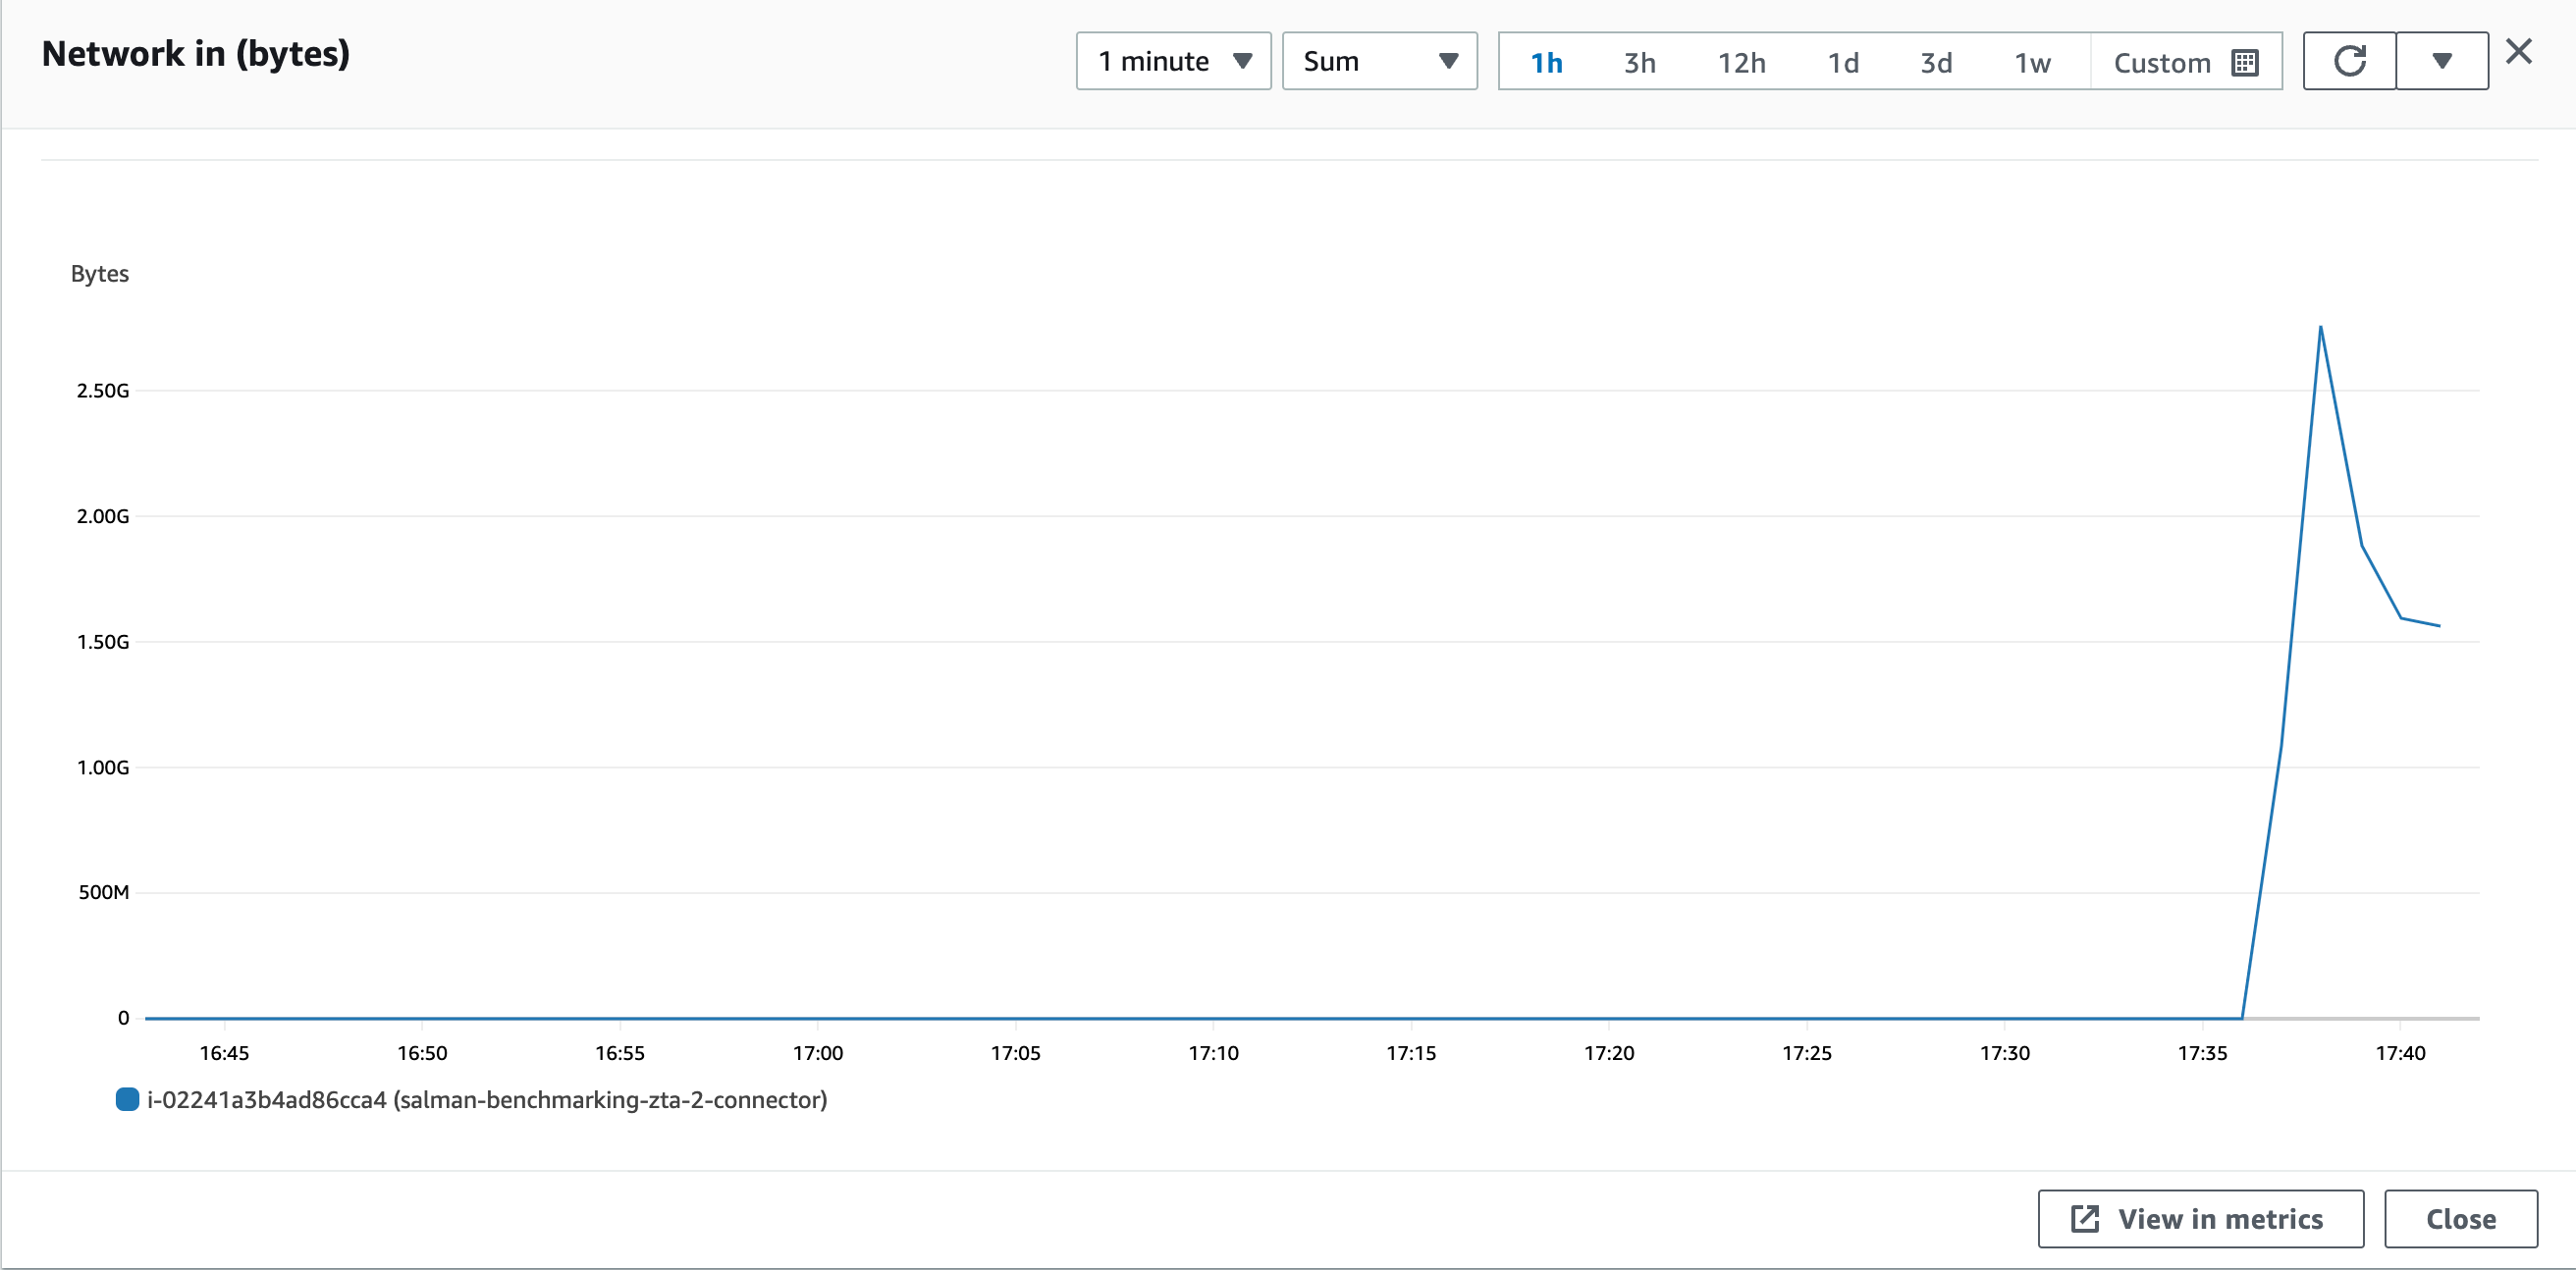 Network in (bytes)
1 minute
Sum
1h 3h 12h 1d 3d 1w Custom
Bytes
2.50G
2.00G
1.50G
1.00G
500M
0
16:45 16:50 16:55 17:00 17:05 17:10 17:15 17:20 17:25 17:30 17:35 17:40
i-02241a3b4ad86cca4 (salman-benchmarking-zta-2-connector)
View in metrics
Close